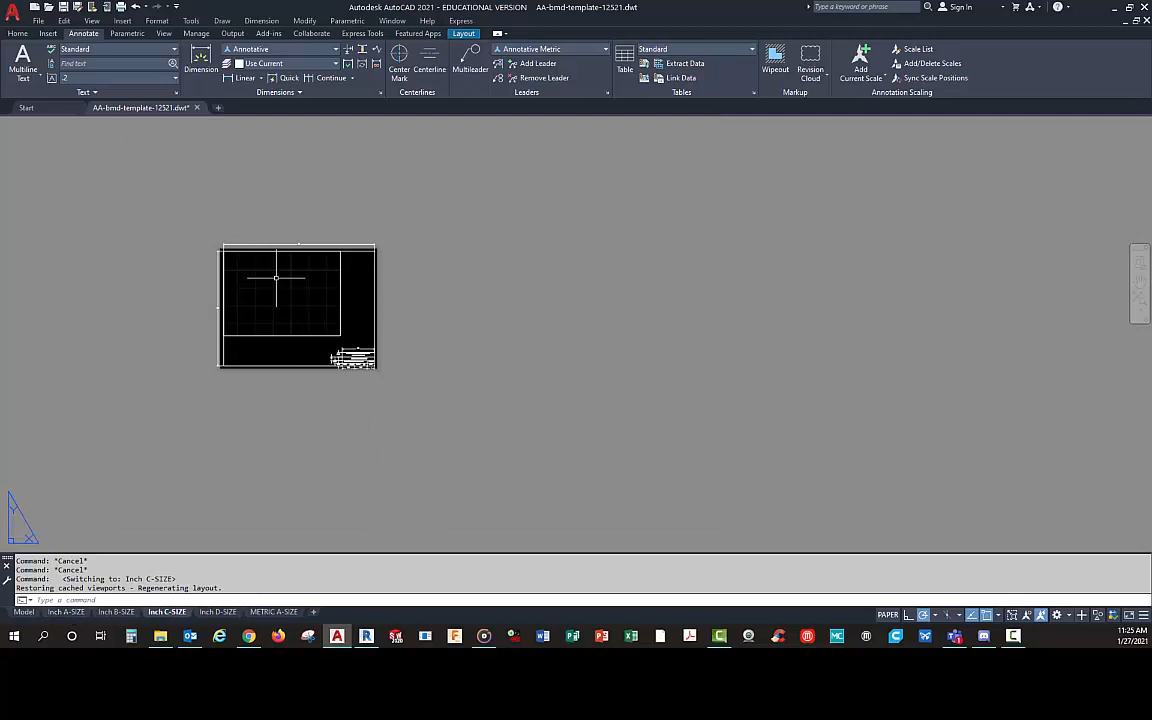 Autodesk AutoCAD 2021 - EDUCATIONAL VERSION AA-bmd-template-12521.dwt
Type a keyword or phrase
Sign In
File Edit View Insert Format Tools Draw Dimension Modify Parametric Window Help Express
Home Insert Annotate Parametric View Manage Output Add-ins Collaborate Express Tools Featured Apps Layout
Multiline Text
Standard
Find text
.2
Text
Dimension
Annotative
Use Current
Linear Quick Continue
Dimensions
Center Mark
Centerline
Centerlines
Multileader
Annotative Metric
Add Leader
Remove Leader
Leaders
Table
Standard
Extract Data
Link Data
Tables
Wipeout
Revision Cloud
Markup
Add Current Scale
Scale List
Add/Delete Scales
Sync Scale Positions
Annotation Scaling
Start AA-bmd-template-12521.dwt*
Y
X
Command: *Cancel*
Command: *Cancel*
Command: <Switching to: Inch C-SIZE>
Restoring cached viewports - Regenerating layout.
Type a command
Model Inch A-SIZE Inch B-SIZE Inch C-SIZE Inch D-SIZE METRIC A-SIZE
PAPER
11:25 AM
1/27/2021